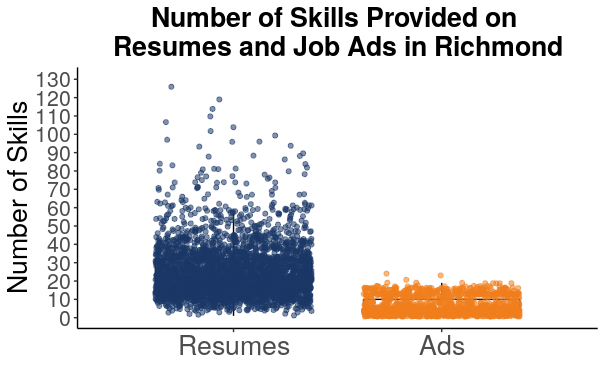 Number of Skills Provided on
Resumes and Job Ads in Richmond
Number of Skills
130
120
110
100
90
80
70
60
50
40
30
20
10
0
Resumes
Ads